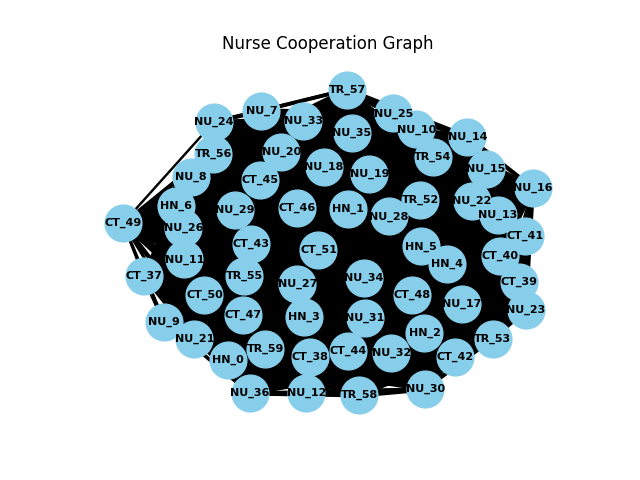 Nurse Cooperation Graph
TR_57
NU_7
NU_25
NU_24
NU_33
NU_10
NU_35
NU_14
TR_56
NU_20
TR_54
NU_18
NU_15
NU_19
NU_8
CT_45
NU_16
TR_52
NU_22
HN_6
CT_46
HN_1
NU_29
NU_28
NU_13
CT_49
NU_26
CT_41
CT_43
HN_5
CT_51
CT_40
NU_11
HN_4
CT_37
TR_55
NU_34
CT_39
NU_27
CT_50
CT_48
NU_17
NU_23
CT_47
HN_3
NU_31
NU_9
HN_2
NU_21
TR_53
TR_59
CT_44
NU_32
CT_38
CT_42
HN_0
NU_30
NU_36
NU_12
TR_58